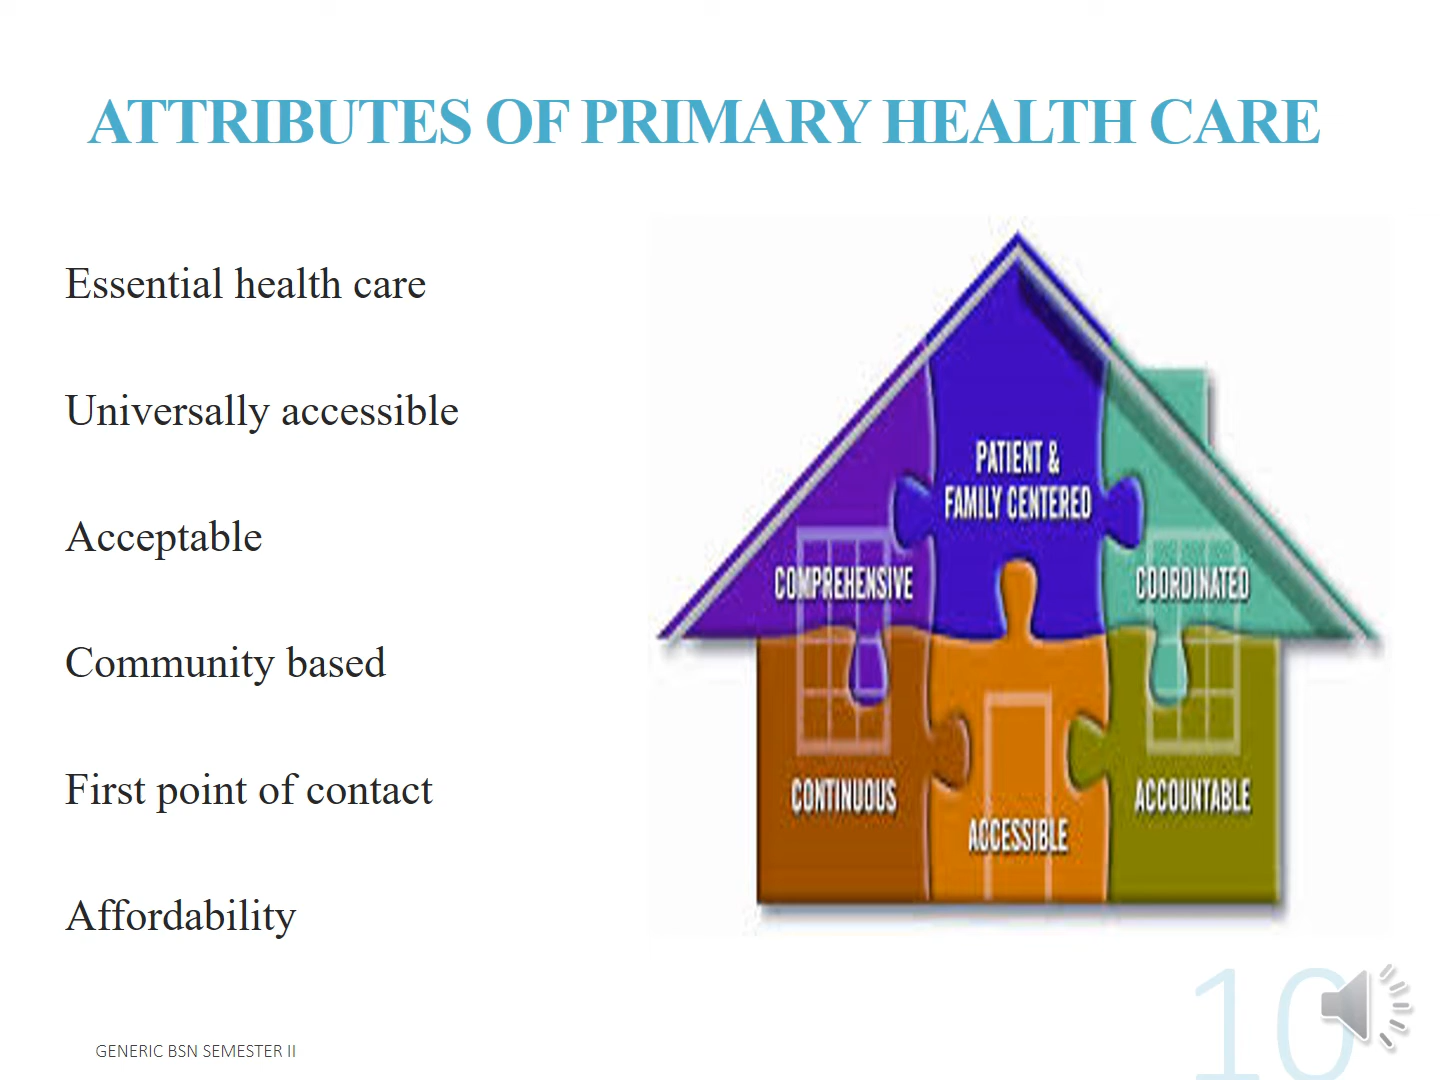 ATTRIBUTES OF PRIMARY HEALTH CARE
Essential health care
Universally accessible
Acceptable
Community based
First point of contact
Affordability
PATIENT &
FAMILY CENTERED
COMPREHENSIVE
COORDINATED
CONTINUOUS
ACCESSIBLE
ACCOUNTABLE
GENERIC BSN SEMESTER II
10